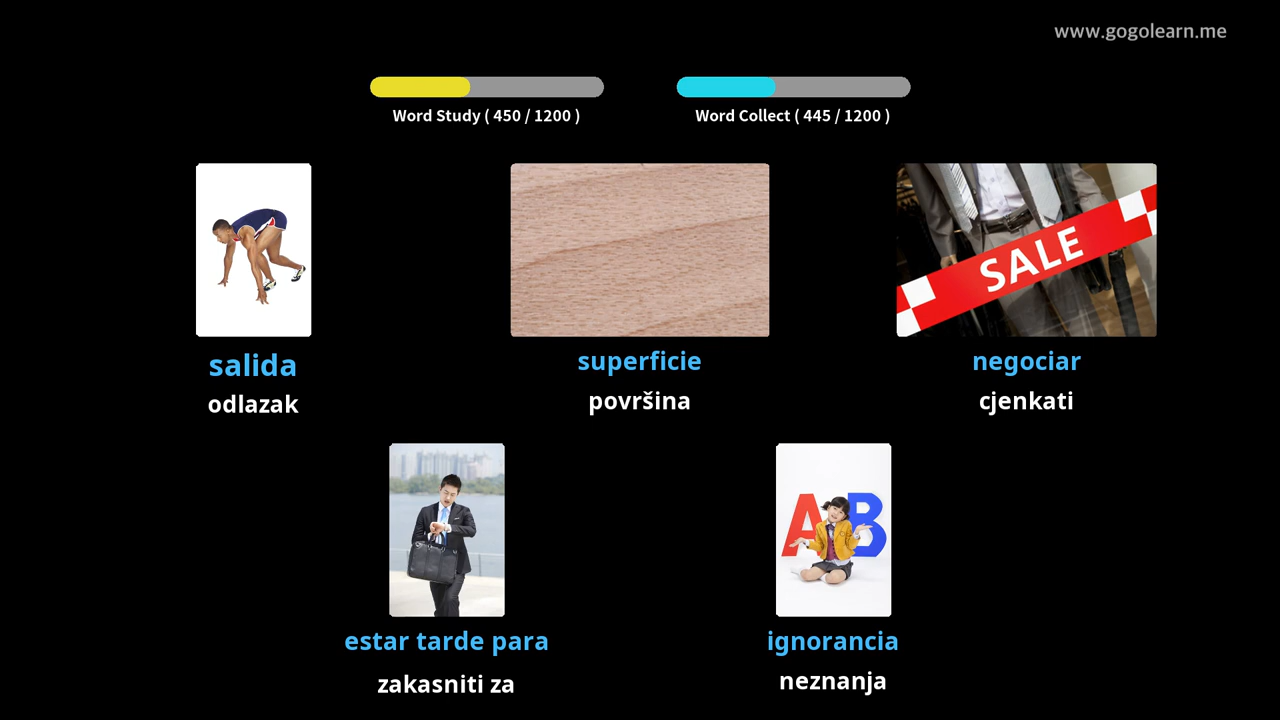 www.gogolearn.me
Word Study ( 450 / 1200 )
Word Collect ( 445 / 1200 )
SALE
salida
odlazak
superficie
površina
negociar
cjenkati
A B
estar tarde para
zakasniti za
ignorancia
neznanja